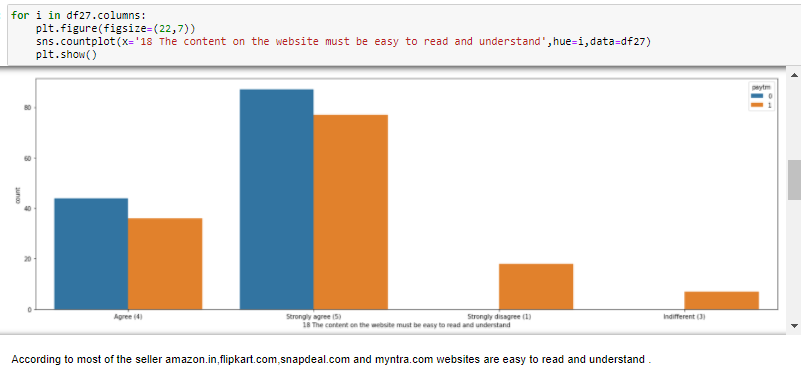 for i in df27.columns:
plt.figure(figsize=(22,7))
sns.countplot(x='18 The content on the website must be easy to read and understand',hue=i,data=df27)
plt.show()
paytm
0
1
80
60
40
20
0
count
Agree (4) Strongly agree (5) Strongly disagree (1) Indifferent (3)
18 The content on the website must be easy to read and understand
According to most of the seller amazon.in,flipkart.com,snapdeal.com and myntra.com websites are easy to read and understand .